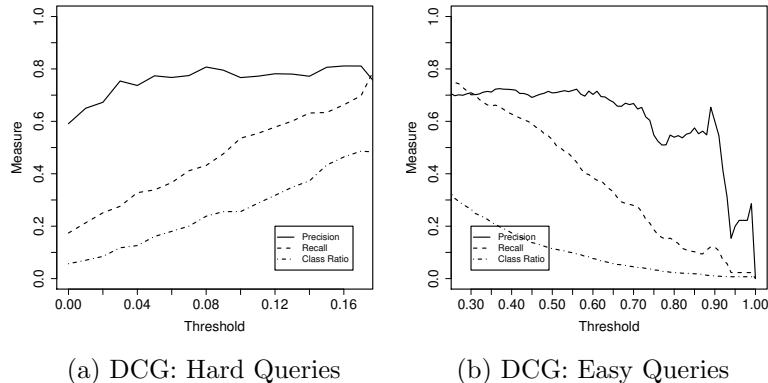 Measure
1.0
0.8
0.6
0.4
0.2
0.0
Precision
Recall
Class Ratio
0.00 0.04 0.08 0.12 0.16
Threshold
(a) DCG: Hard Queries
Measure
1.0
0.8
0.6
0.4
0.2
0.0
Precision
Recall
Class Ratio
0.30 0.40 0.50 0.60 0.70 0.80 0.90 1.00
Threshold
(b) DCG: Easy Queries